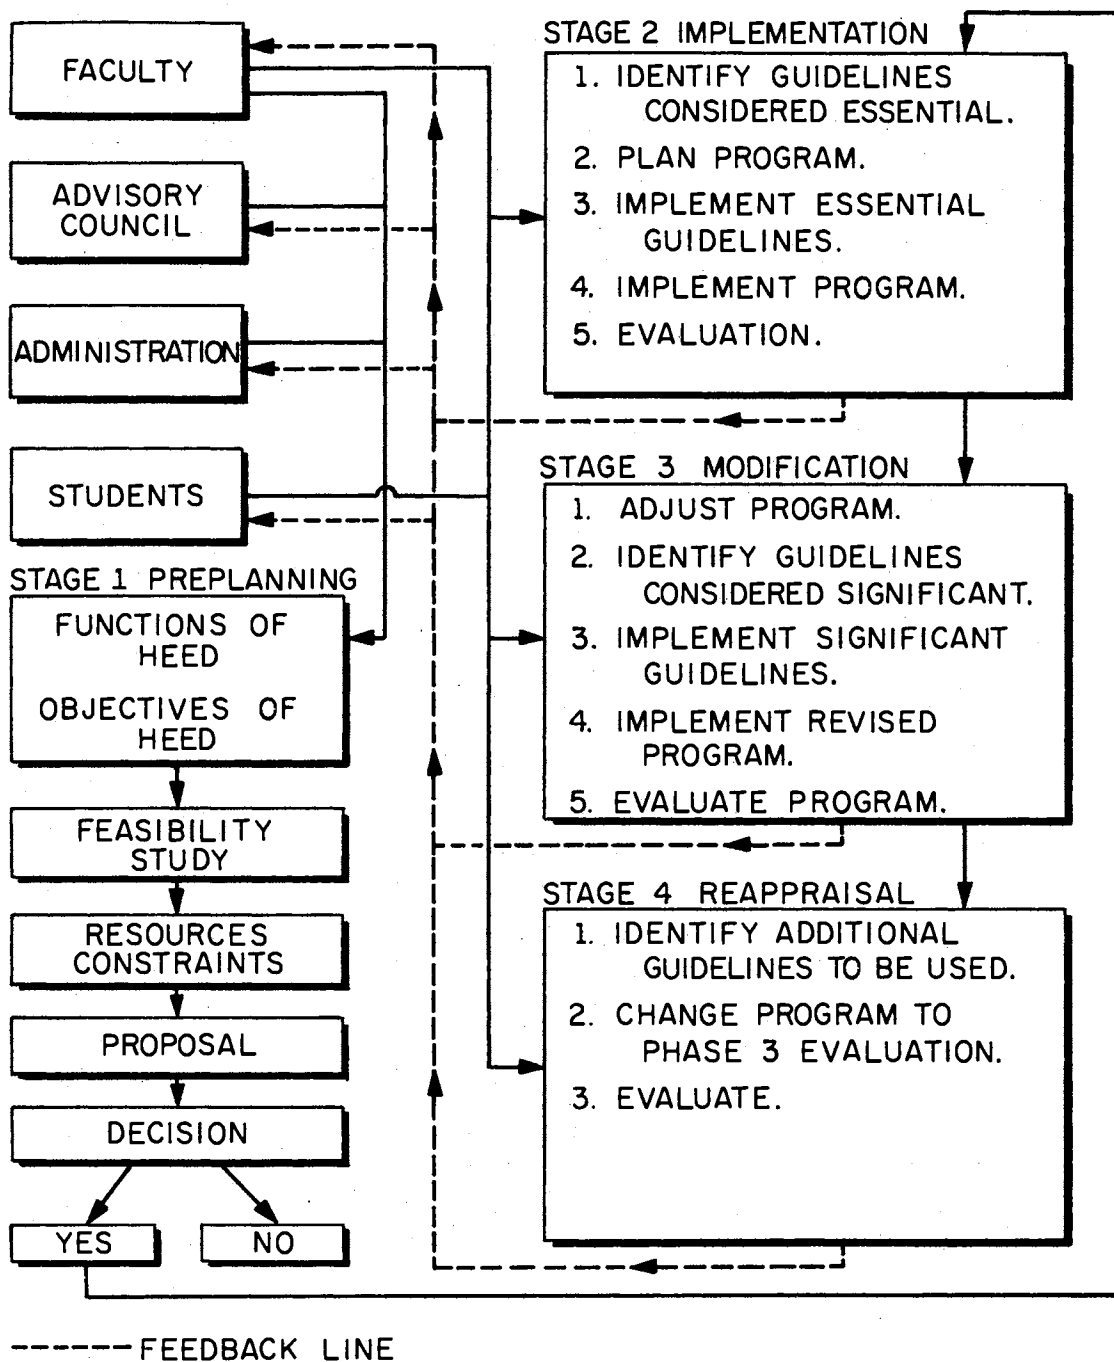 FACULTY
ADVISORY
COUNCIL
ADMINISTRATION
STUDENTS
STAGE 1 PREPLANNING
FUNCTIONS OF
HEED
OBJECTIVES OF
HEED
FEASIBILITY
STUDY
RESOURCES
CONSTRAINTS
PROPOSAL
DECISION
YES
NO
STAGE 2 IMPLEMENTATION
1. IDENTIFY GUIDELINES
CONSIDERED ESSENTIAL.
2. PLAN PROGRAM.
3. IMPLEMENT ESSENTIAL
GUIDELINES.
4. IMPLEMENT PROGRAM.
5. EVALUATION.
STAGE 3 MODIFICATION
1. ADJUST PROGRAM.
2. IDENTIFY GUIDELINES
CONSIDERED SIGNIFICANT.
3. IMPLEMENT SIGNIFICANT
GUIDELINES.
4. IMPLEMENT REVISED
PROGRAM.
5. EVALUATE PROGRAM.
STAGE 4 REAPPRAISAL
1. IDENTIFY ADDITIONAL
GUIDELINES TO BE USED.
2. CHANGE PROGRAM TO
PHASE 3 EVALUATION.
3. EVALUATE.
FEEDBACK LINE